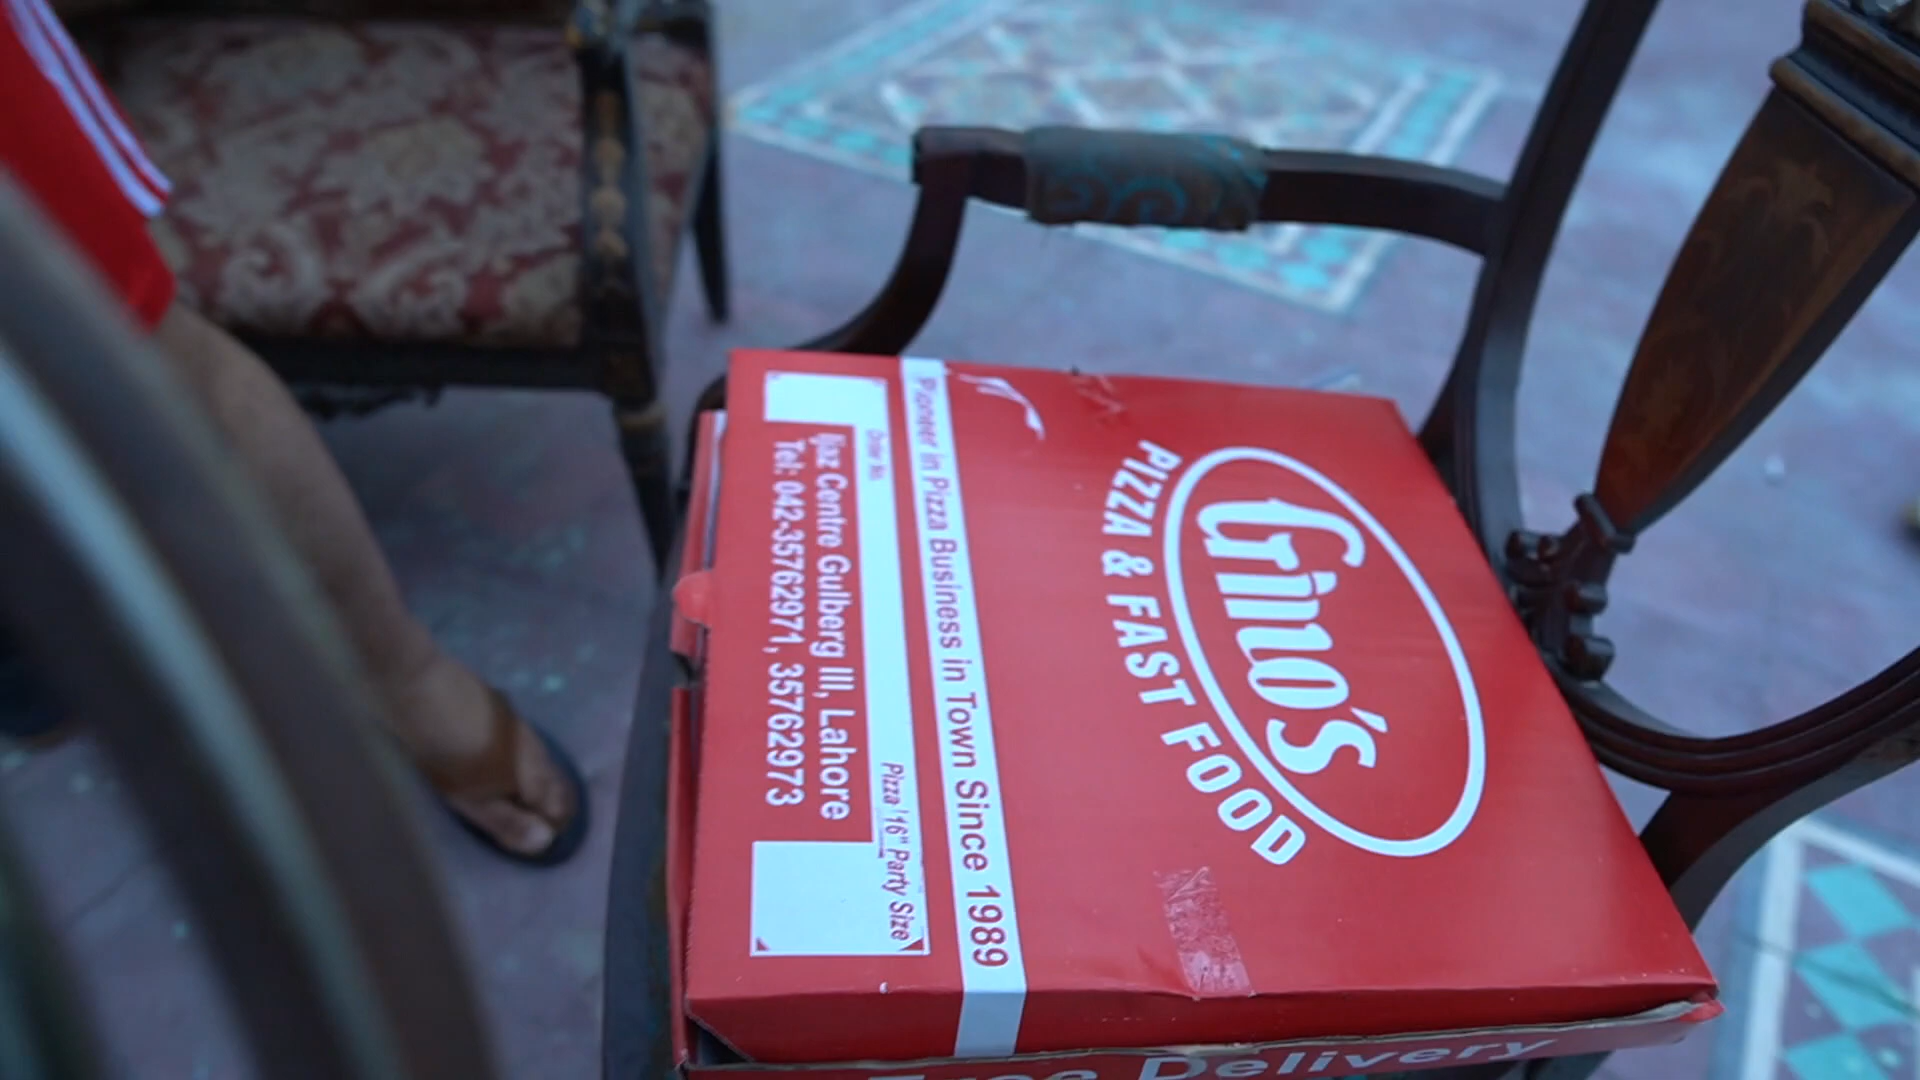 Gino's
PIZZA & FAST FOOD
Pioneer in Pizza Business in Town Since 1989
Order No.
Pizza 16" Party Size
Ijaz Centre Gulberg III, Lahore
Tel: 042-35762971, 35762973
Free Delivery